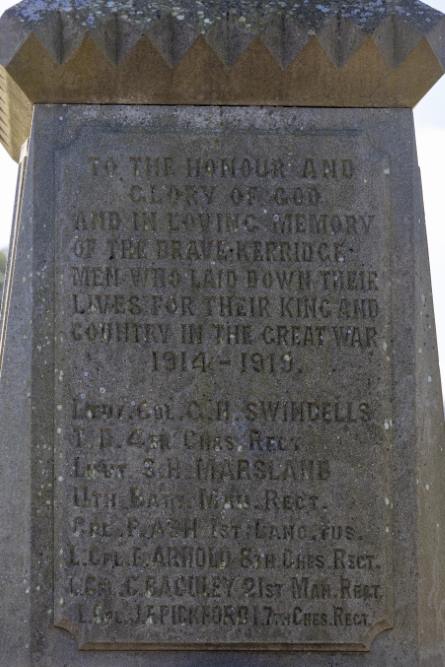 TO THE HONOUR AND
GLORY OF GOD
AND IN LOVING MEMORY
OF THE BRAVE·KERRIDGE·
MEN WHO LAID DOWN THEIR
LIVES FOR THEIR KING AND
COUNTRY IN THE GREAT WAR
1914-1919.
LIEUT. COL. G. H. SWINDELLS
4TH CHES. REGT
LIEUT S.H. MARSLAND
11TH BATT. MAN. REGT.
CPL. P. ASH 1ST. LANC. FUS.
L. CPL. E. ARNOLD 8TH CHES. REGT.
L. CPL. C. BAGULEY 21ST MAN. REGT.
L. CPL. J.F. PICKFORD 17TH CHES. REGT.